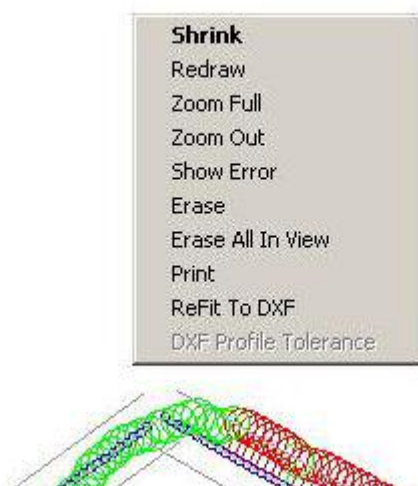 Shrink
Redraw
Zoom Full
Zoom Out
Show Error
Erase
Erase All In View
Print
ReFit To DXF
DXF Profile Tolerance